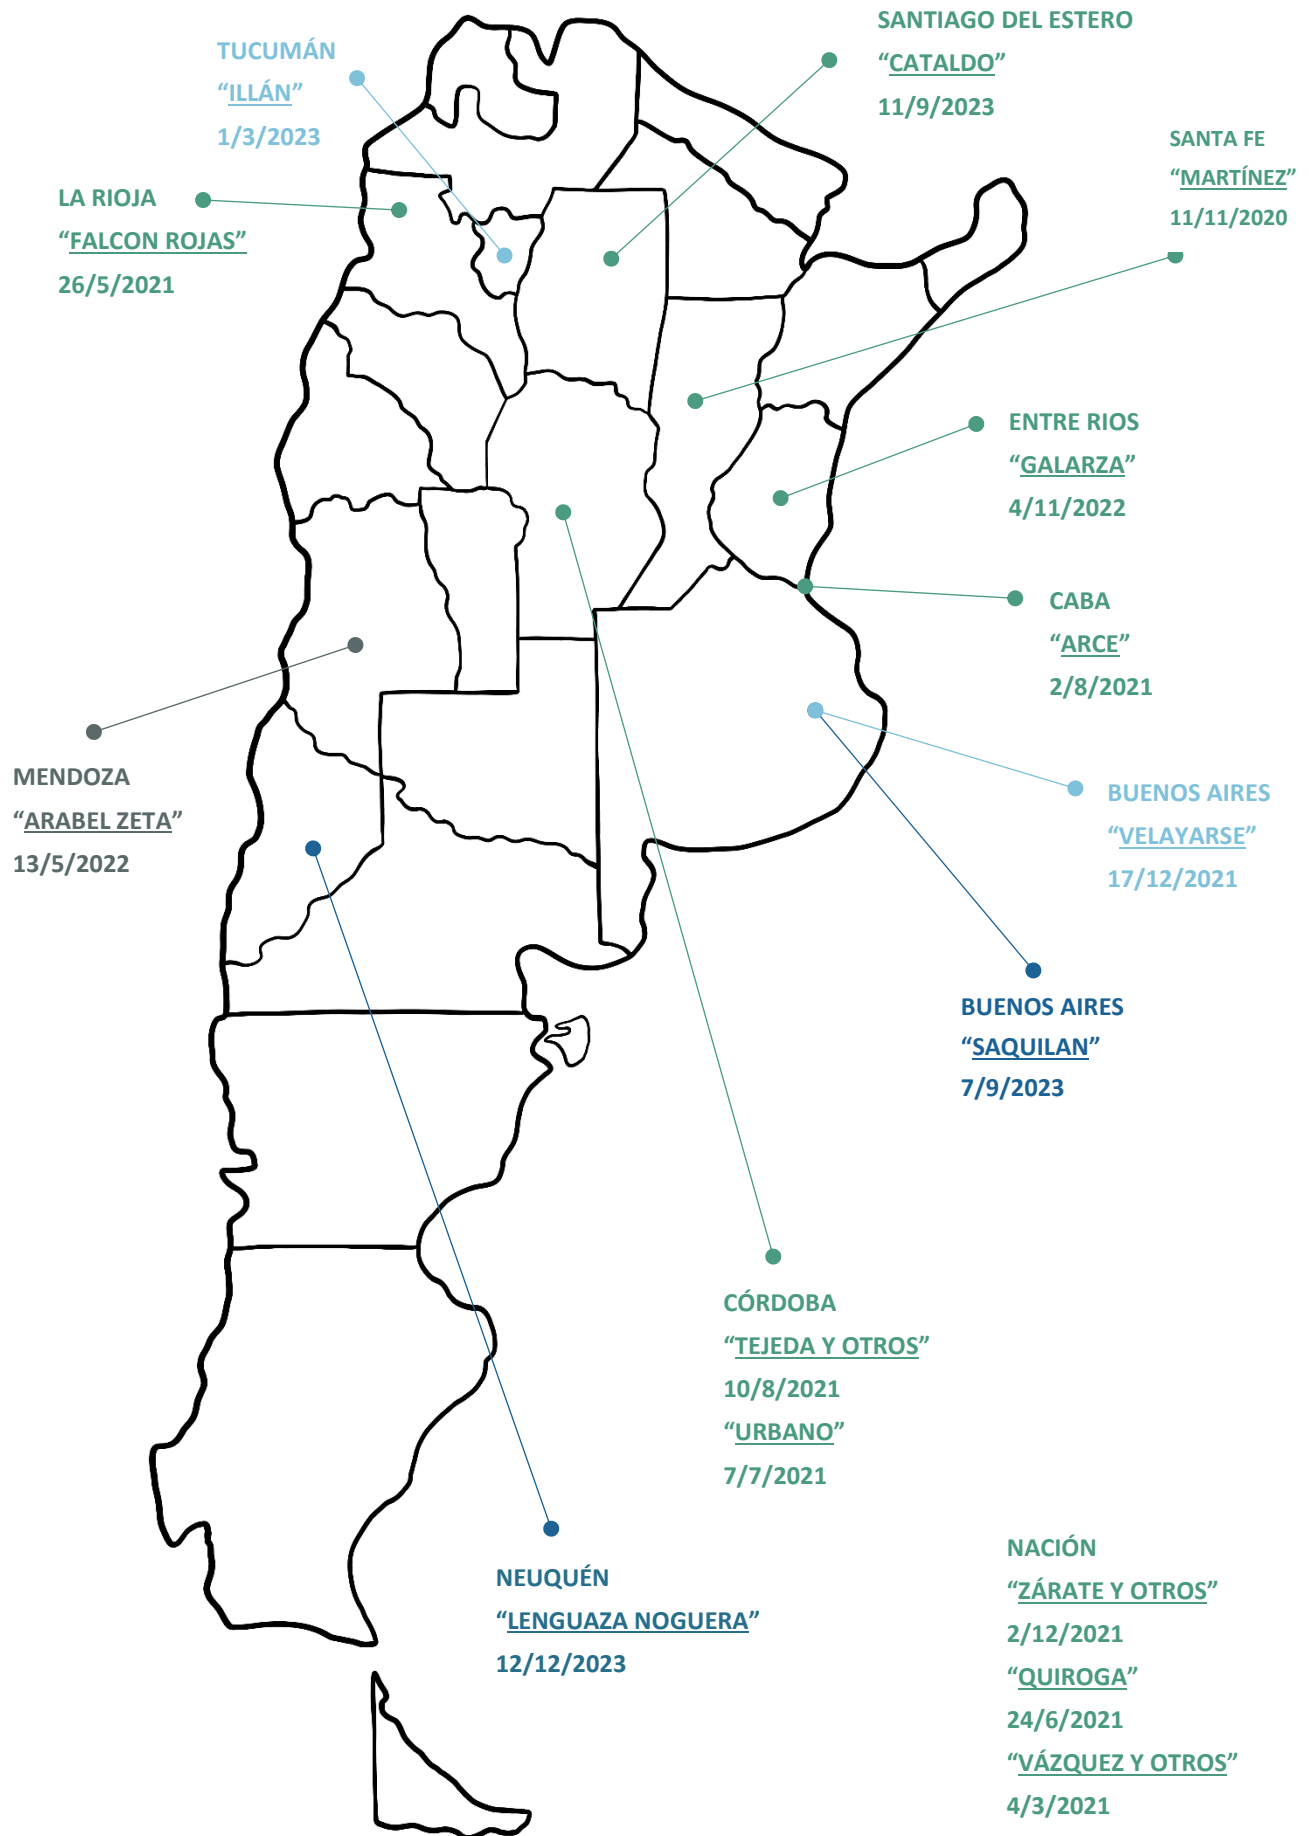 SANTIAGO DEL ESTERO
“CATALDO”
11/9/2023
TUCUMÁN
“ILLÁN”
1/3/2023
SANTA FE
“MARTÍNEZ”
11/11/2020
LA RIOJA
“FALCON ROJAS”
26/5/2021
ENTRE RIOS
“GALARZA”
4/11/2022
CABA
“ARCE”
2/8/2021
MENDOZA
“ARABEL ZETA”
13/5/2022
BUENOS AIRES
“VELAYARSE”
17/12/2021
BUENOS AIRES
“SAQUILAN”
7/9/2023
CÓRDOBA
“TEJEDA Y OTROS”
10/8/2021
“URBANO”
7/7/2021
NEUQUÉN
“LENGUAZA NOGUERA”
12/12/2023
NACIÓN
“ZÁRATE Y OTROS”
2/12/2021
“QUIROGA”
24/6/2021
“VÁZQUEZ Y OTROS”
4/3/2021